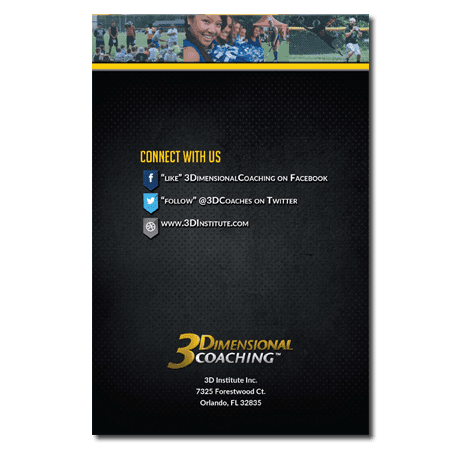 CONNECT WITH US
"LIKE" 3DIMENSIONALCOACHING ON FACEBOOK
"FOLLOW" @3DCOACHES ON TWITTER
WWW.3DINSTITUTE.COM
3DIMENSIONAL
COACHING™
3D Institute Inc.
7325 Forestwood Ct.
Orlando, FL 32835